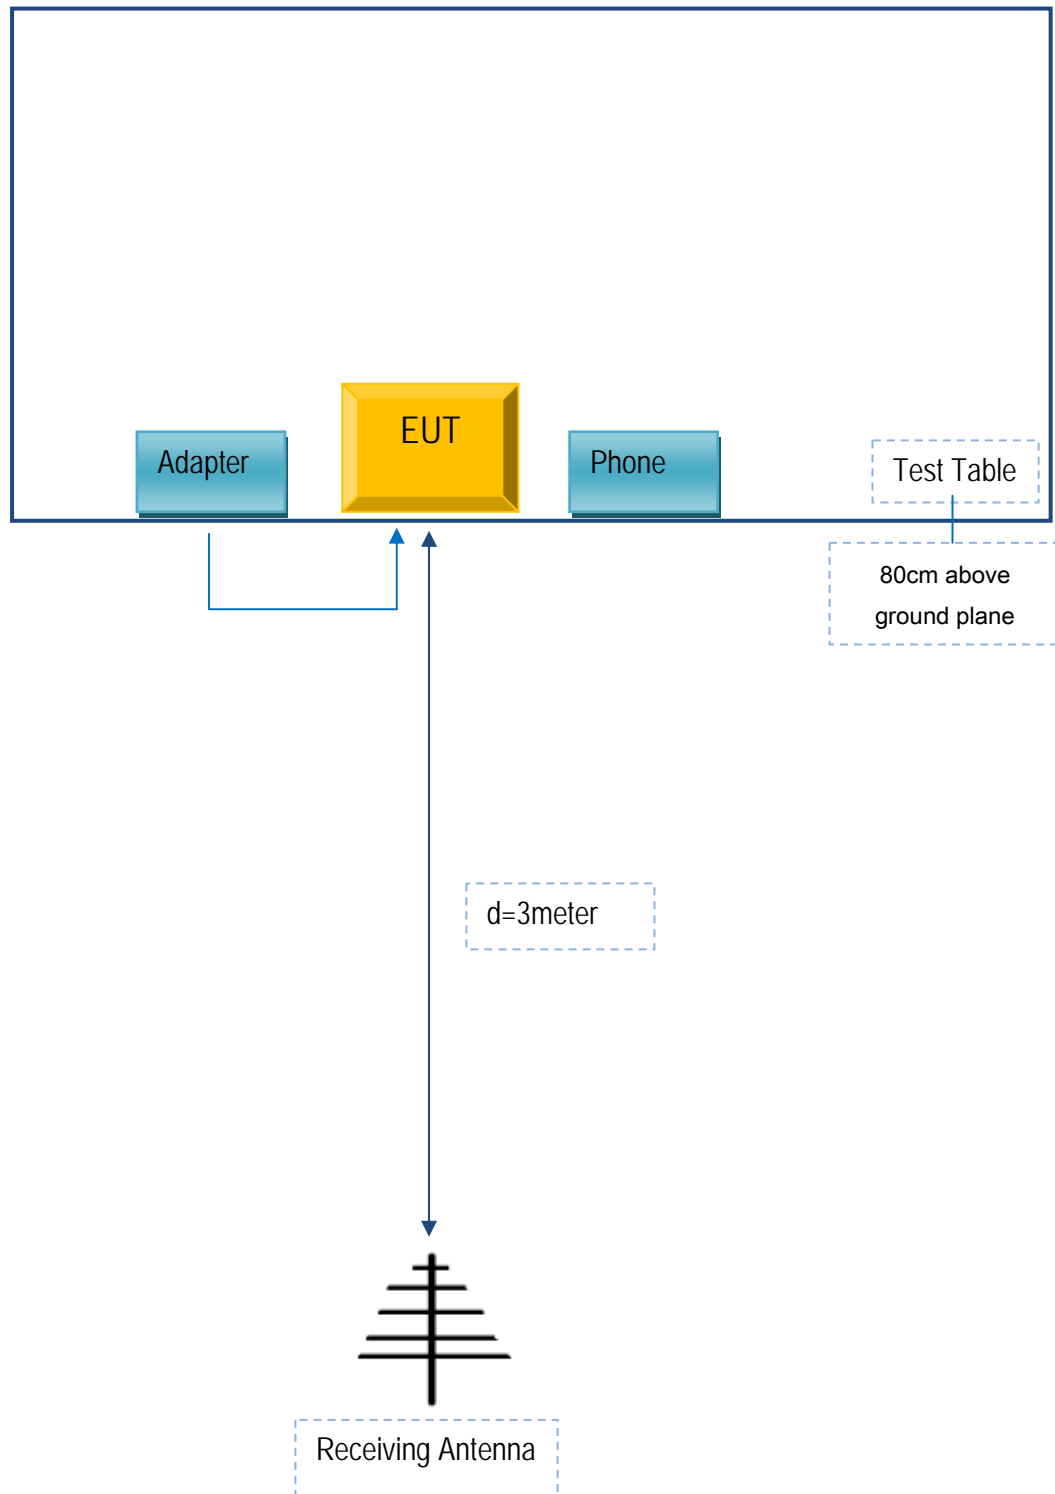 EUT
Adapter
Phone
Test Table
80cm above
ground plane
d=3meter
Receiving Antenna